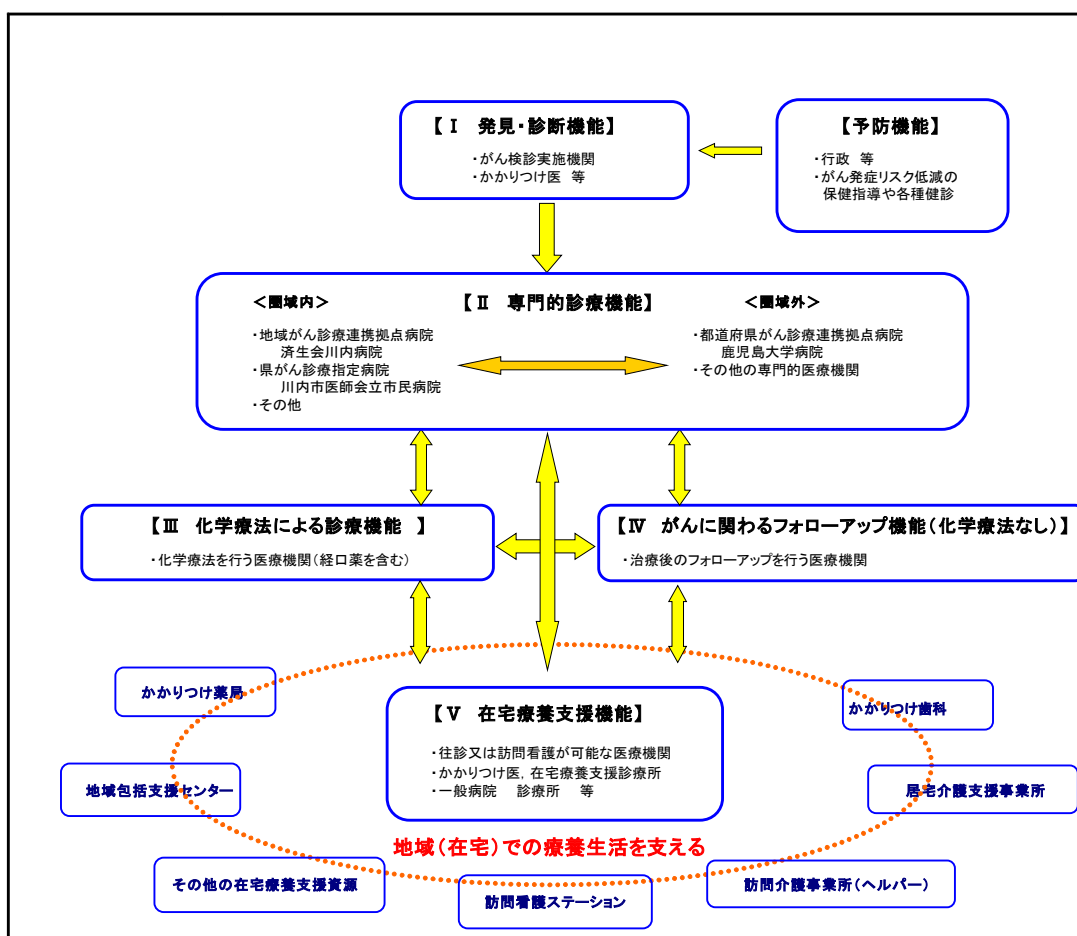 【Ⅰ 発見・診断機能】
・がん検診実施機関
・かかりつけ医 等
【予防機能】
・行政 等
・がん発症リスク低減の
保健指導や各種健診
【Ⅱ 専門的診療機能】
＜圏域内＞
・地域がん診療連携拠点病院
済生会川内病院
・県がん診療指定病院
川内市医師会立市民病院
・その他
＜圏域外＞
・都道府県がん診療連携拠点病院
鹿児島大学病院
・その他の専門的医療機関
【Ⅲ 化学療法による診療機能 】
・化学療法を行う医療機関（経口薬を含む）
【Ⅳ がんに関わるフォローアップ機能（化学療法なし）】
・治療後のフォローアップを行う医療機関
【Ⅴ 在宅療養支援機能】
・往診又は訪問看護が可能な医療機関
・かかりつけ医，在宅療養支援診療所
・一般病院 診療所 等
地域（在宅）での療養生活を支える
かかりつけ薬局
かかりつけ歯科
地域包括支援センター
居宅介護支援事業所
その他の在宅療養支援資源
訪問看護ステーション
訪問介護事業所（ヘルパー）